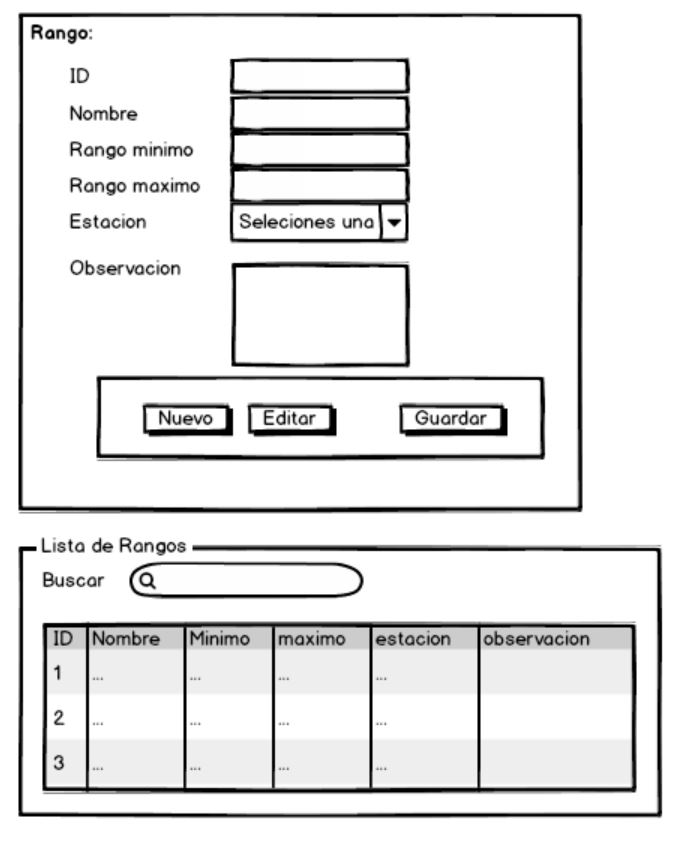 Rango:
ID
Nombre
Rango minimo
Rango maximo
Estacion Seleciones una
Observacion
Nuevo Editar Guardar
Lista de Rangos
Buscar
ID Nombre Minimo maximo estacion observacion
1 ... ... ... ...
2 ... ... ... ...
3 ... ... ... ...